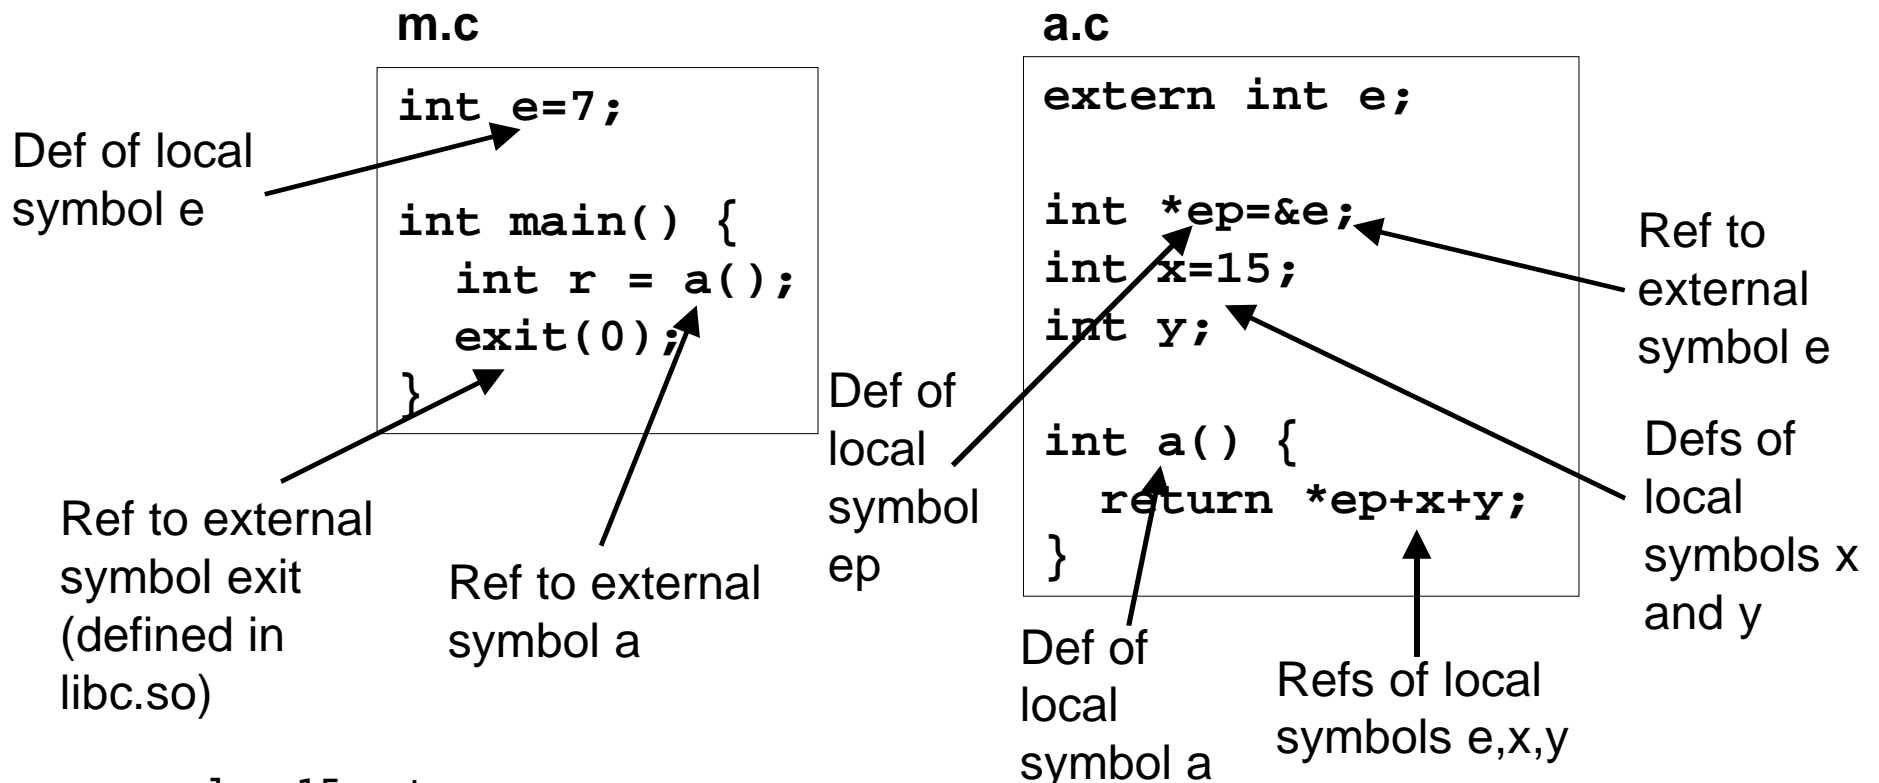 m.c
int e=7;
int main() {
int r = a();
exit(0);
}
Def of local
symbol e
Ref to external
symbol exit
(defined in
libc.so)
Ref to external
symbol a
a.c
extern int e;
int *ep=&e;
int x=15;
int y;
int a() {
return *ep+x+y;
}
Def of
local
symbol
ep
Ref to
external
symbol e
Defs of
local
symbols x
and y
Def of
local
symbol a
Refs of local
symbols e,x,y